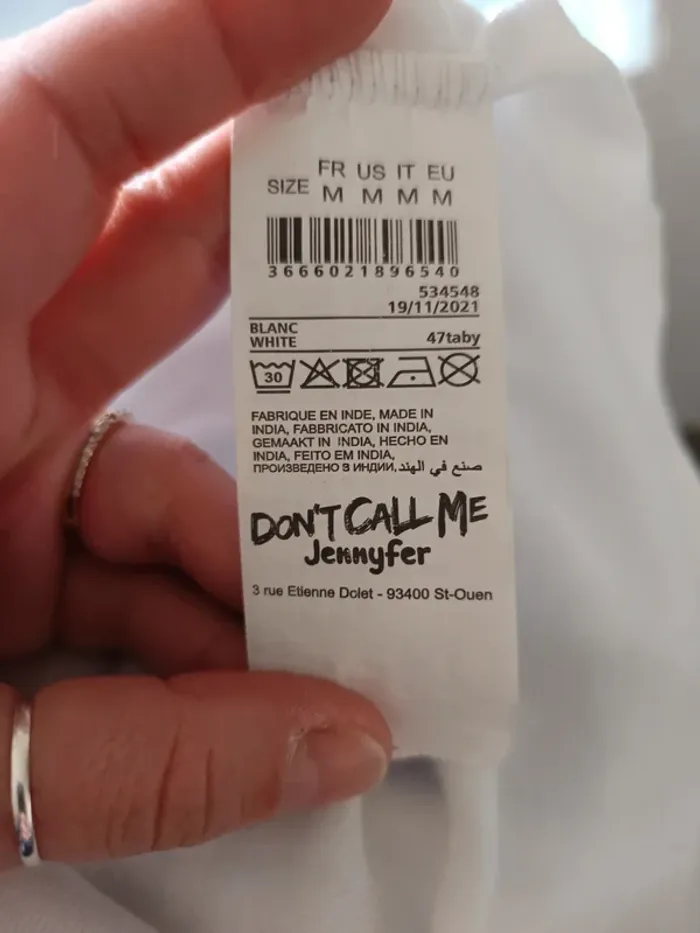 FR US IT EU
SIZE M M M M
3666021896540
534548
19/11/2021
BLANC
WHITE 47taby
30
FABRIQUE EN INDE, MADE IN
INDIA, FABBRICATO IN INDIA,
GEMAAKT IN INDIA, HECHO EN
INDIA, FEITO EM INDIA,
ПРОИЗВЕДЕНО В ИНДИИ, صنع في الهند
DON'T CALL ME
Jennyfer
3 rue Etienne Dolet - 93400 St-Ouen